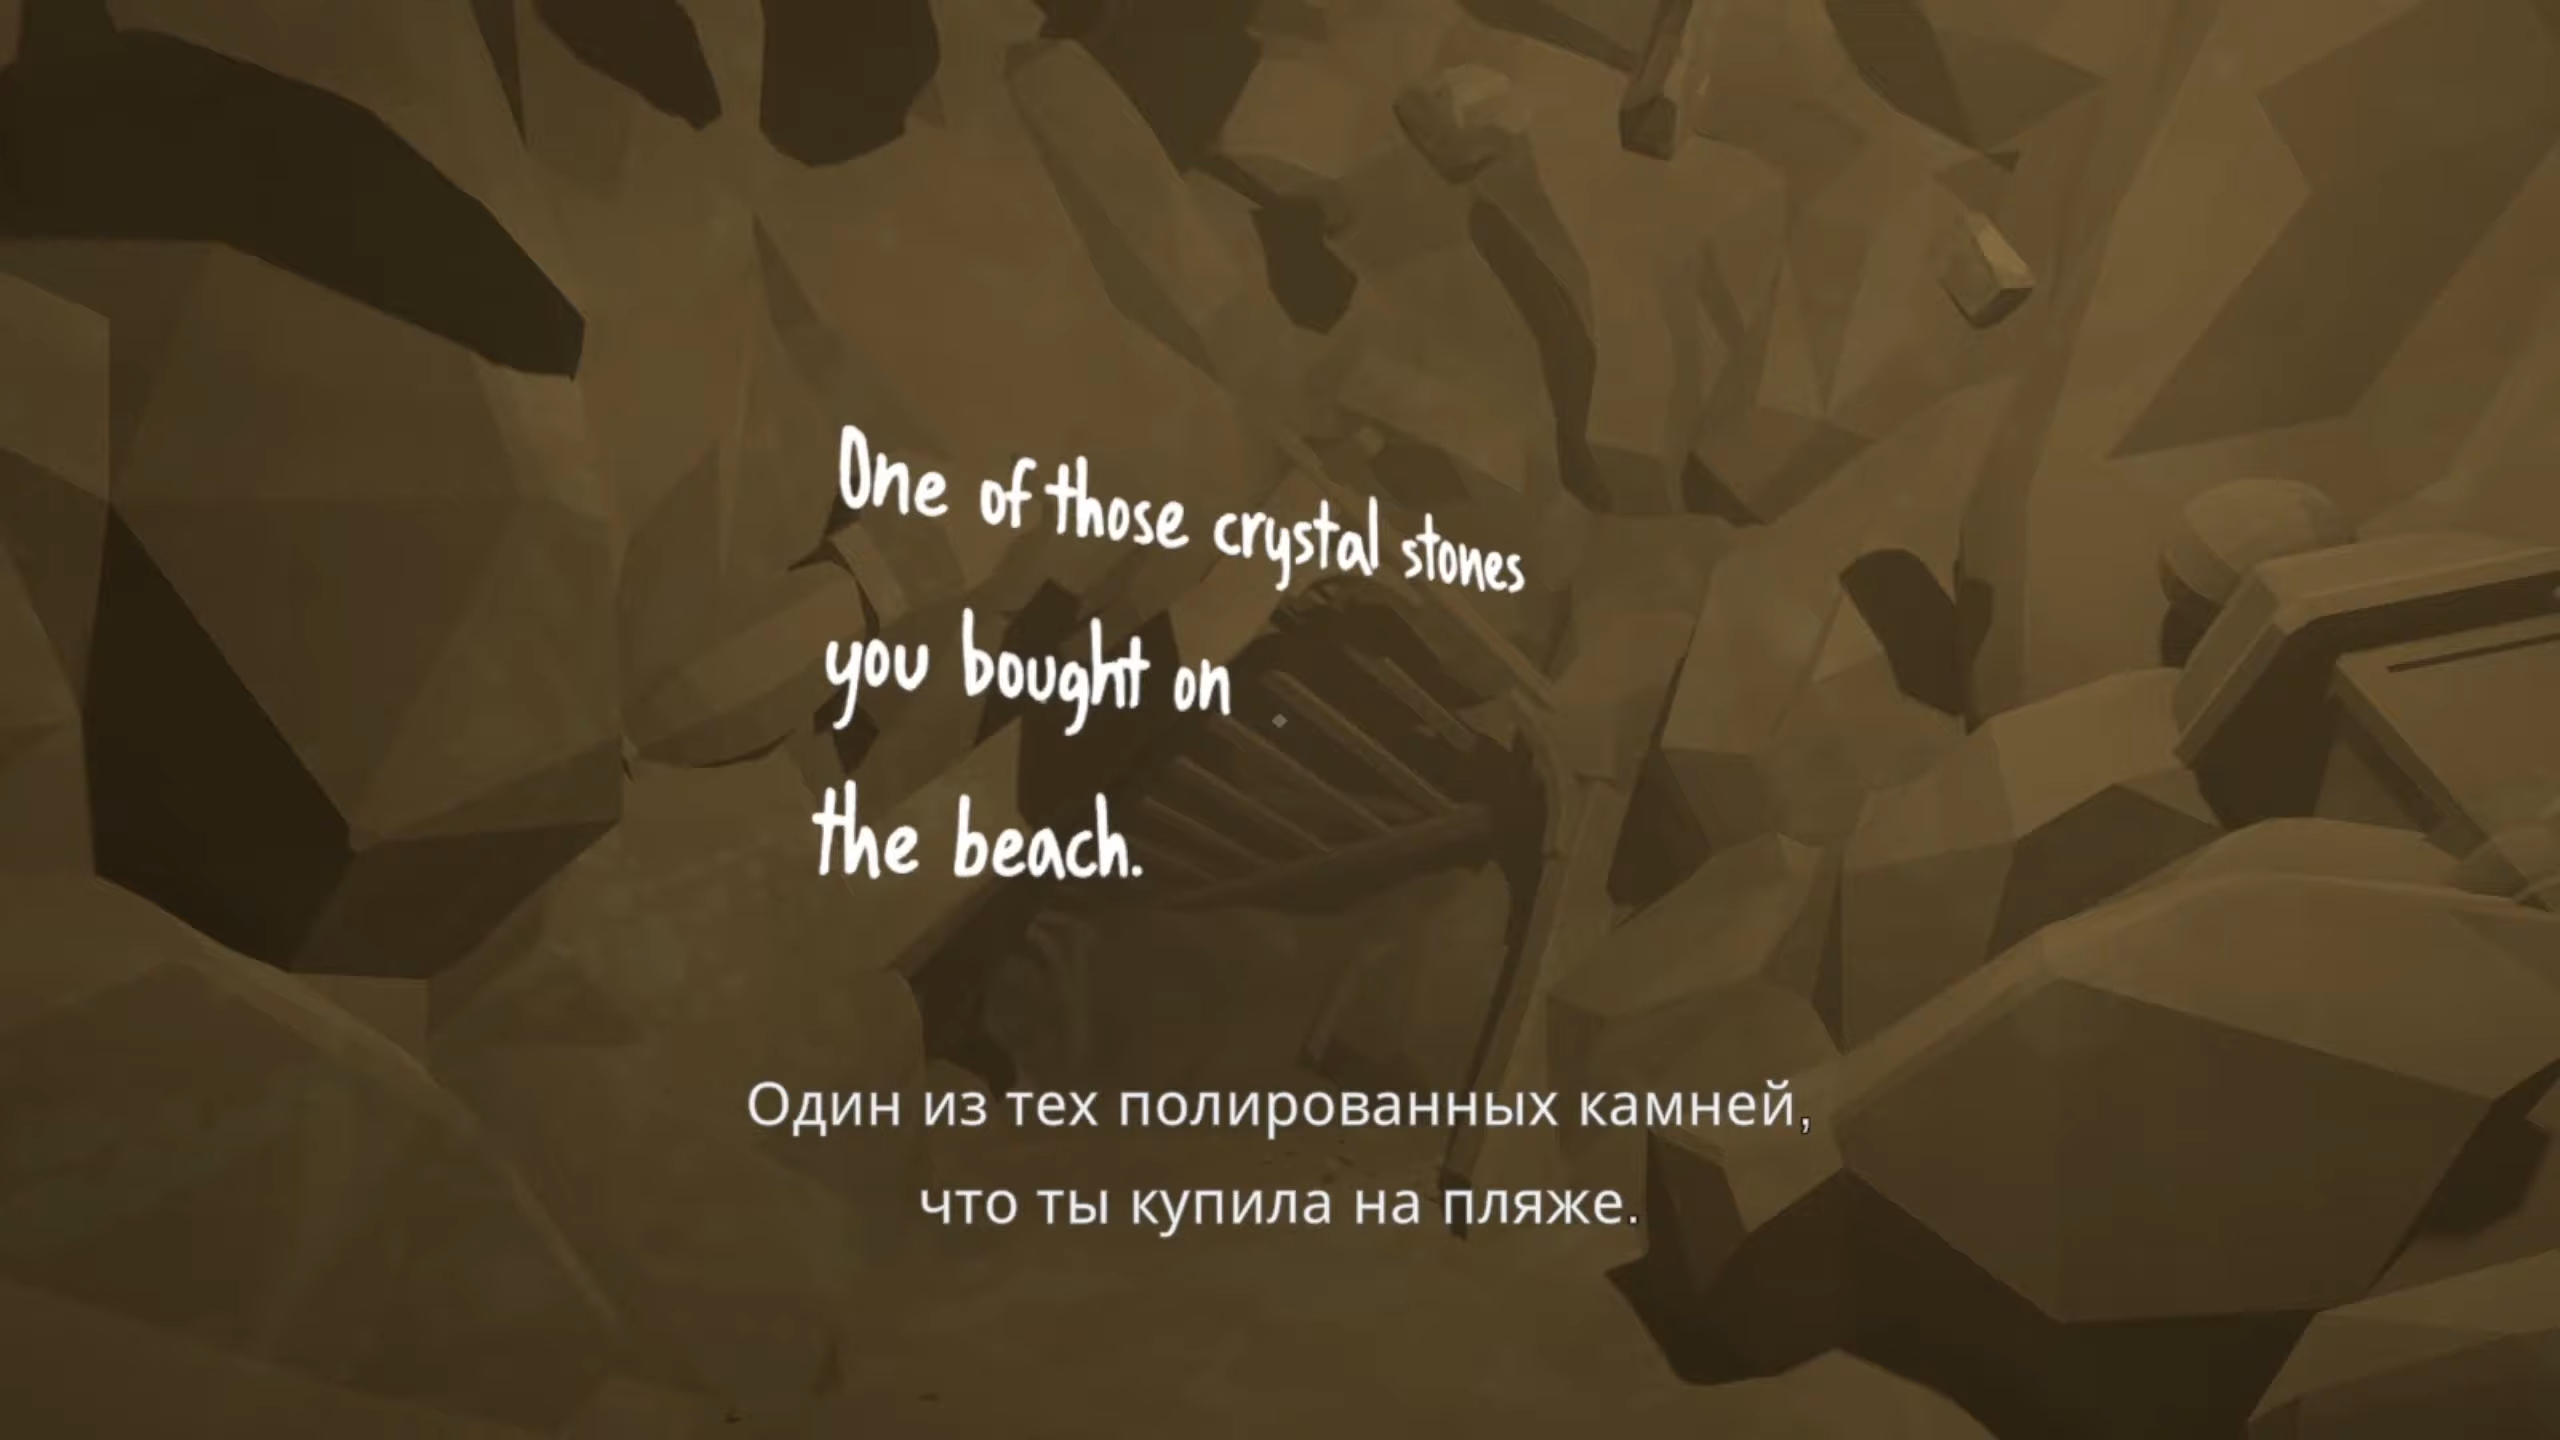 One of those crystal stones
you bought on
the beach.
Один из тех полированных камней,
что ты купила на пляже.